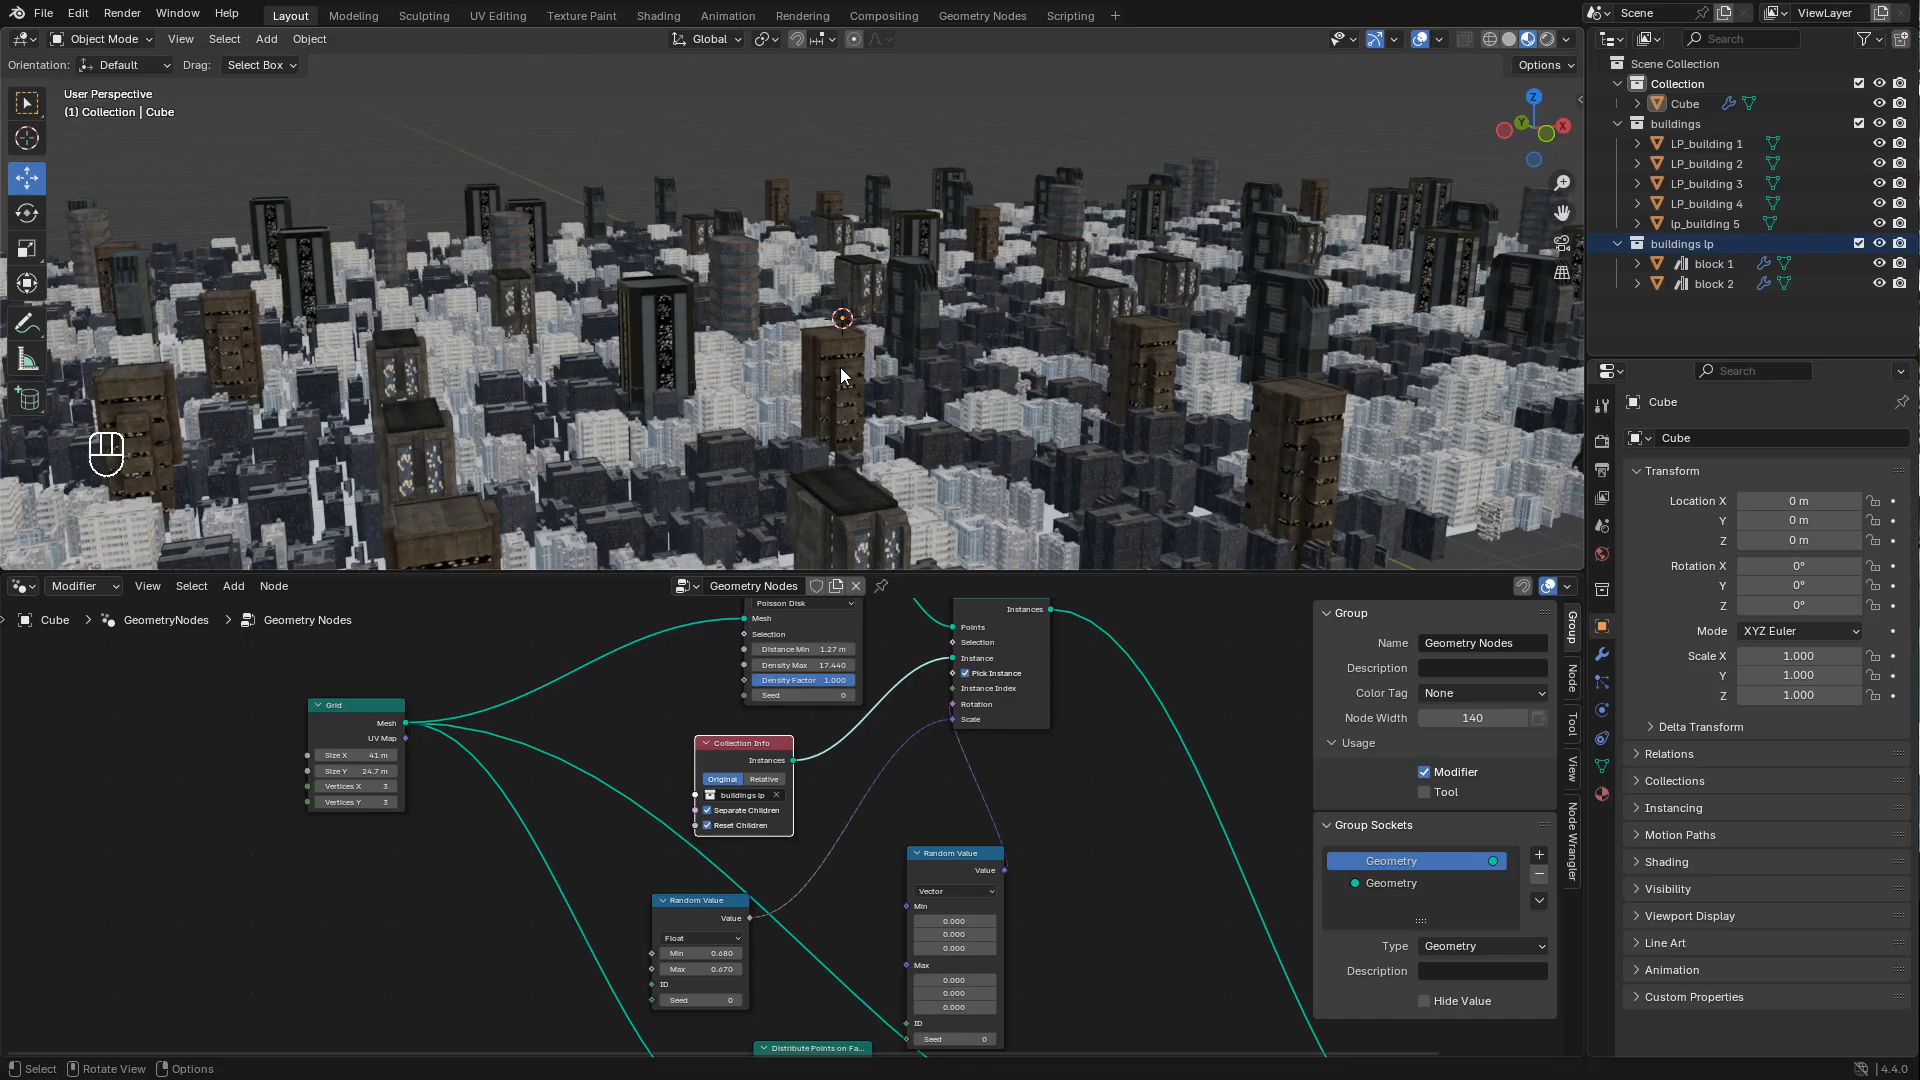 File Edit Render Window Help Layout Modeling Sculpting UV Editing Texture Paint Shading Animation Rendering Compositing Geometry Nodes Scripting Scene ViewLayer
Object Mode View Select Add Object Global Search
Orientation: Default Drag: Select Box Options
User Perspective
(1) Collection | Cube
Z
Y
X
Scene Collection
Collection
Cube
buildings
LP_building 1
LP_building 2
LP_building 3
LP_building 4
lp_building 5
buildings lp
block 1
block 2
Search
Cube
Cube
Transform
Location X 0 m
Y 0 m
Z 0 m
Rotation X 0°
Y 0°
Z 0°
Mode XYZ Euler
Scale X 1.000
Y 1.000
Z 1.000
Delta Transform
Relations
Collections
Instancing
Motion Paths
Shading
Visibility
Viewport Display
Line Art
Animation
Custom Properties
Modifier View Select Add Node Geometry Nodes
Cube GeometryNodes Geometry Nodes
Grid
Mesh
UV Map
Size X 41 m
Size Y 24.7 m
Vertices X 3
Vertices Y 3
Poisson Disk
Mesh
Selection
Distance Min 1.27 m
Density Max 17.440
Density Factor 1.000
Seed 0
Collection Info
Instances
Original Relative
buildings lp
Separate Children
Reset Children
Random Value
Value
Float
Min 0.680
Max 0.670
ID
Seed 0
Instances
Points
Selection
Instance
Pick Instance
Instance Index
Rotation
Scale
Random Value
Value
Vector
Min
0.000
0.000
0.000
Max
0.000
0.000
0.000
ID
Seed 0
Distribute Points on Fa...
Group
Name Geometry Nodes
Description
Color Tag None
Node Width 140
Usage
Modifier
Tool
Group Sockets
Geometry
Geometry
Type Geometry
Description
Hide Value
Group
Node
Tool
View
Node Wrangler
Select Rotate View Options 4.4.0